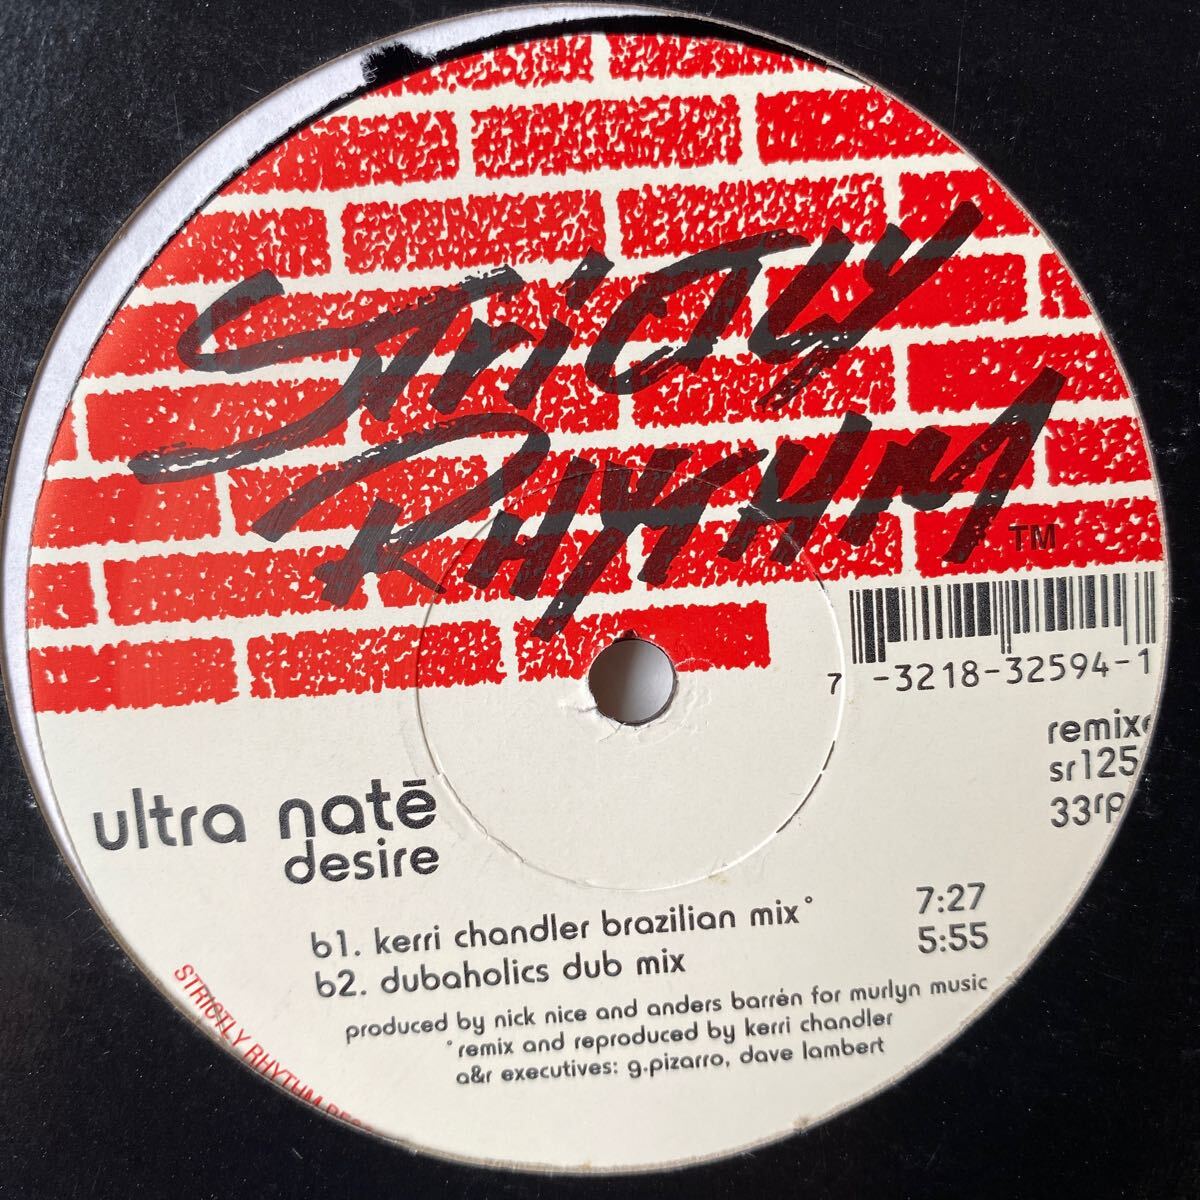 Strictly
Rhythm
TM
7 -3218-32594-1
remixe
sr125
33rp
ultra natē
desire
b1. kerri chandler brazilian mix° 7:27
b2. dubaholics dub mix 5:55
produced by nick nice and anders barrén for murlyn music
°remix and reproduced by kerri chandler
a&r executives: g.pizarro, dave lambert
STRICTLY RHYTHM REC